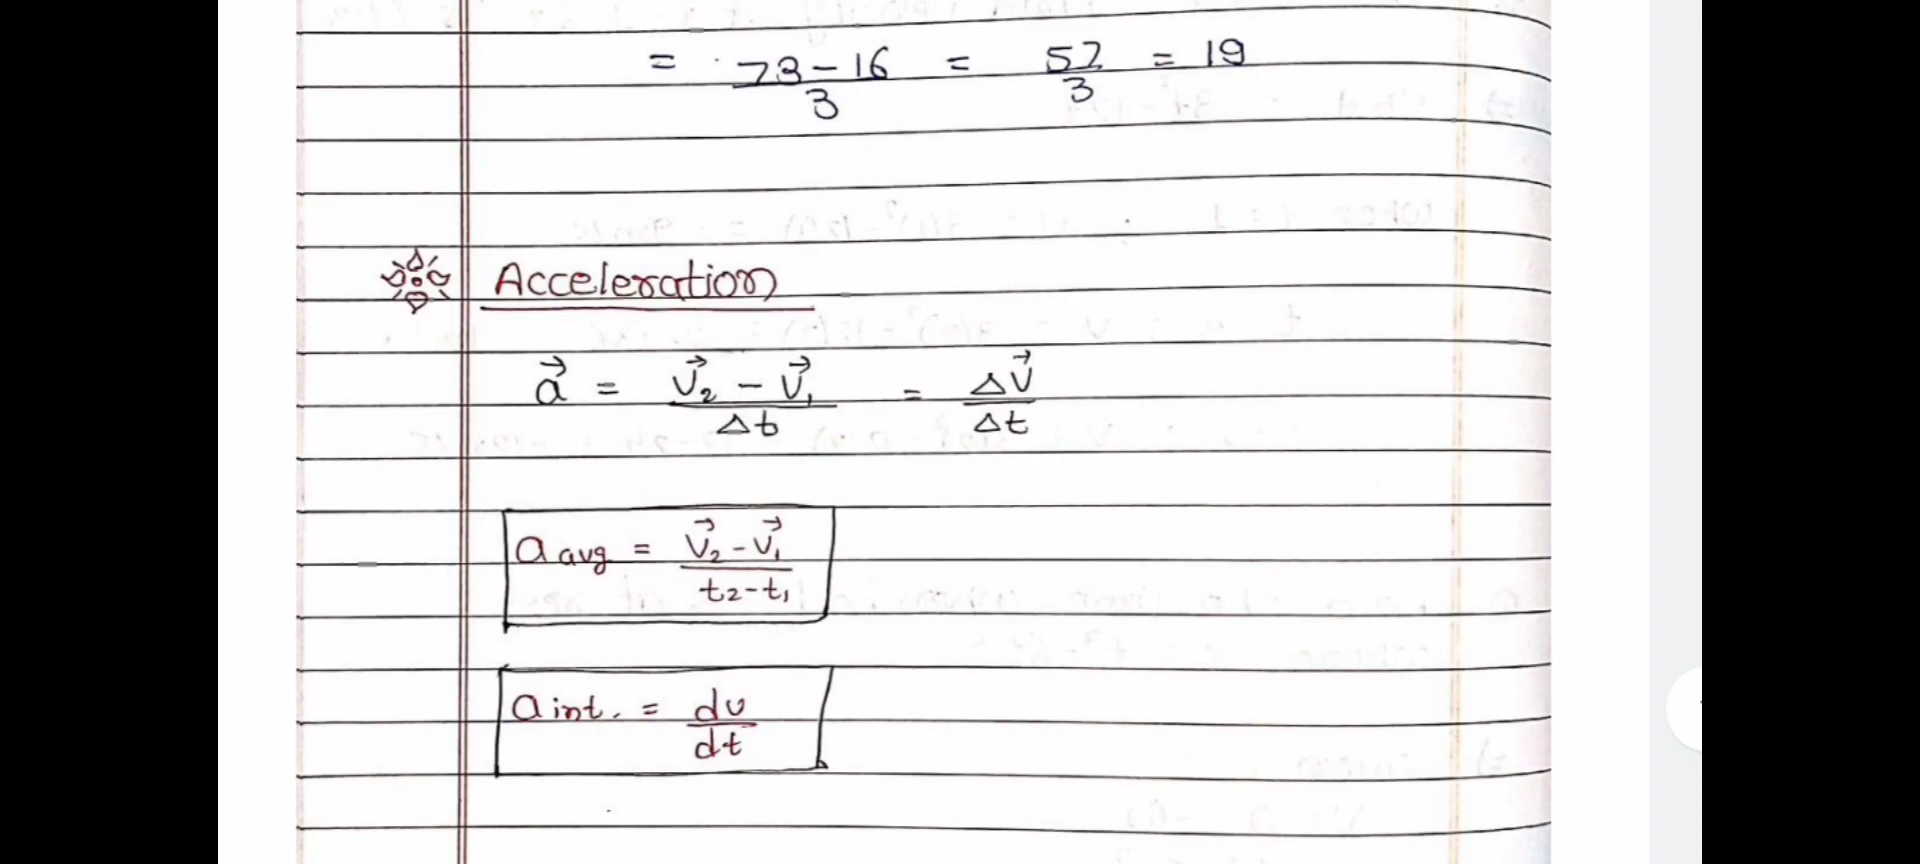 = 73-16/3 = 57/3 = 19
Acceleration
a⃗ = v⃗₂ - v⃗₁/Δt = Δv⃗/Δt
a avg = v⃗₂ - v⃗₁/t₂-t₁
a int. = dv/dt